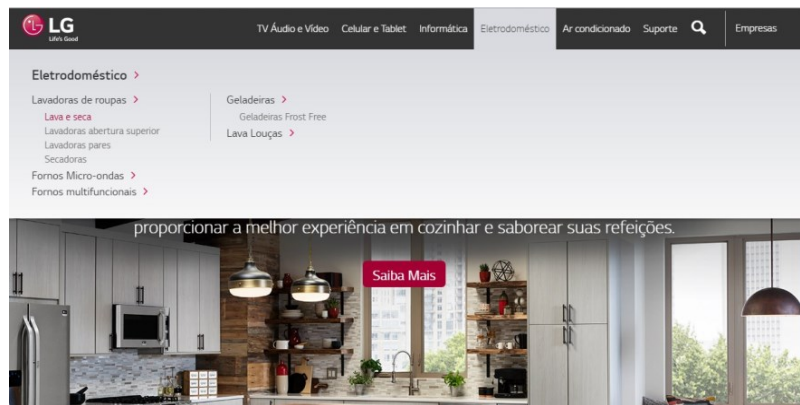 LG
Life's Good
TV Áudio e Vídeo Celular e Tablet Informática Eletrodoméstico Ar condicionado Suporte Empresas
Eletrodoméstico >
Lavadoras de roupas >
Lava e seca
Lavadoras abertura superior
Lavadoras pares
Secadoras
Fornos Micro-ondas >
Fornos multifuncionais >
Geladeiras >
Geladeiras Frost Free
Lava Louças >
proporcionar a melhor experiência em cozinhar e saborear suas refeições.
Saiba Mais